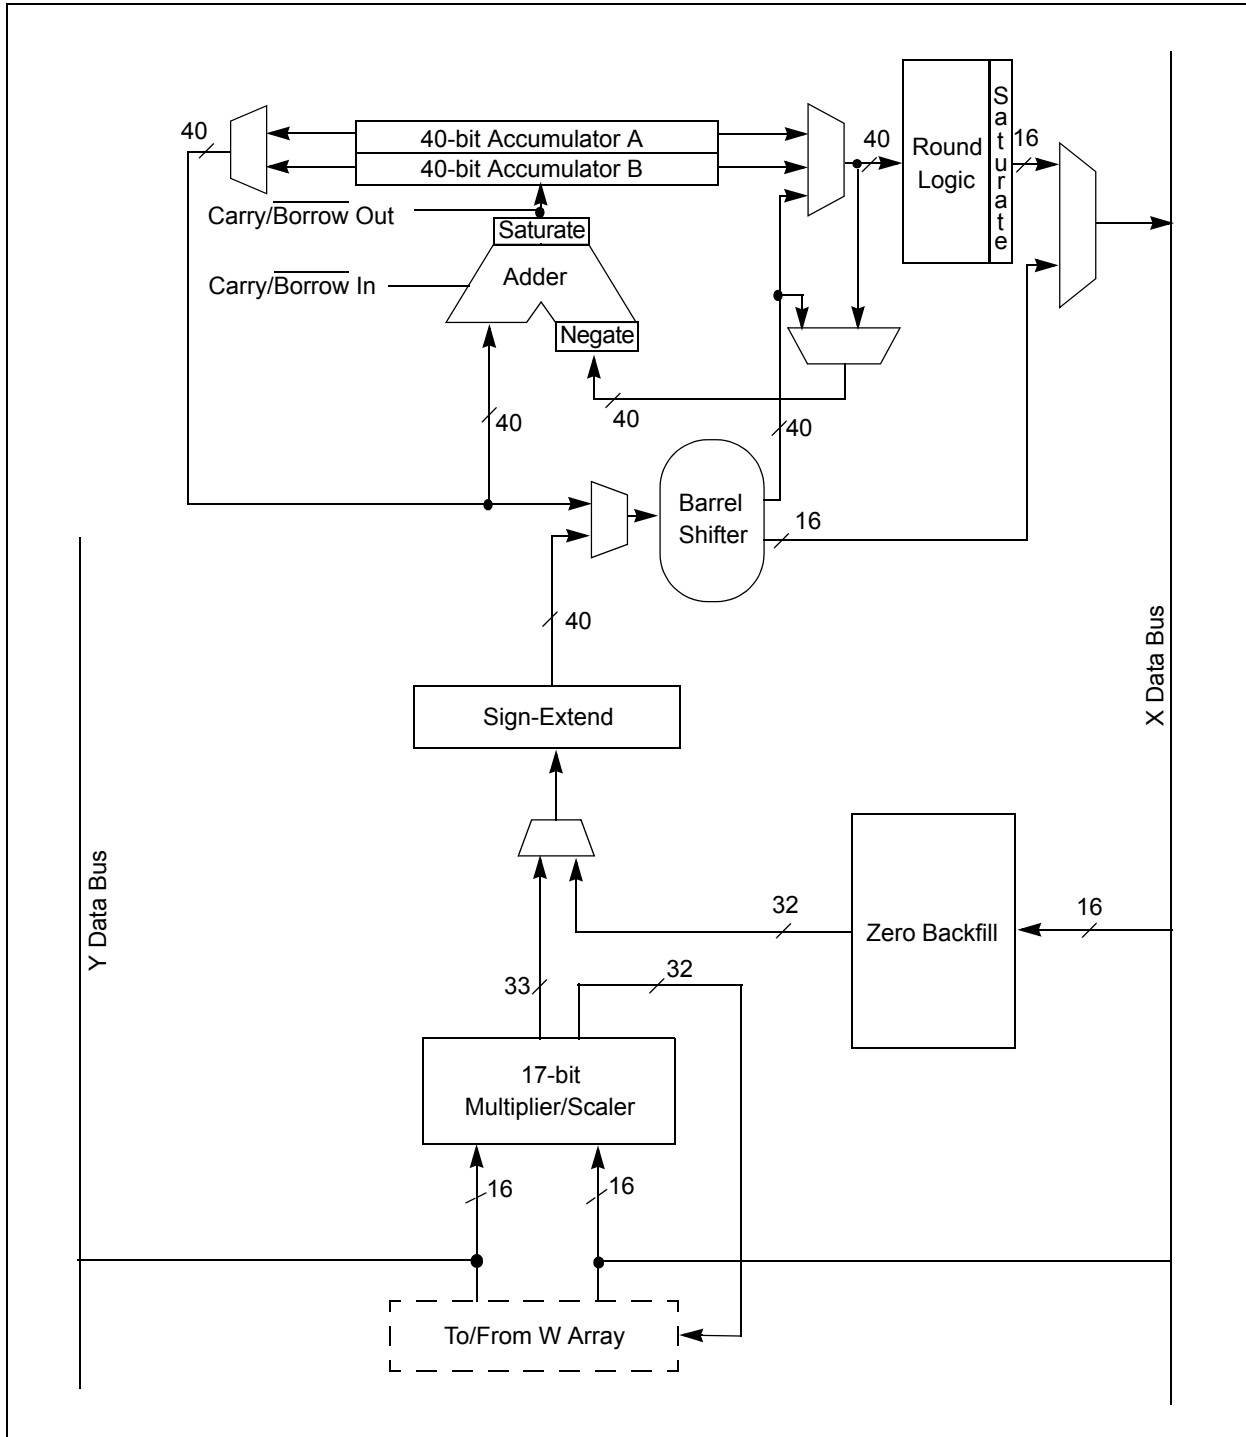 40
40-bit Accumulator A
40-bit Accumulator B
40
Round
Logic
Saturate
16
Carry/Borrow Out
Saturate
Carry/Borrow In
Adder
Negate
40
40
40
Barrel
Shifter
16
40
X Data Bus
Sign-Extend
Y Data Bus
32
Zero Backfill
16
33
32
17-bit
Multiplier/Scaler
16
16
To/From W Array